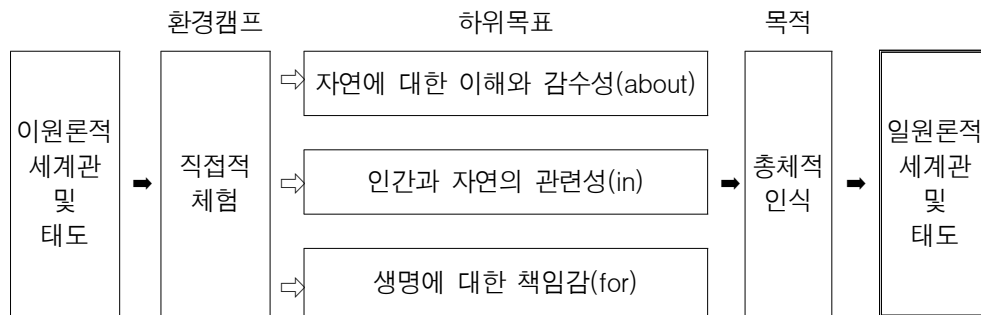 환경캠프 하위목표 목적
이원론적
세계관
및
태도
➡
직접적
체험
⇨ 자연에 대한 이해와 감수성(about)
⇨ 인간과 자연의 관련성(in)
⇨ 생명에 대한 책임감(for)
➡
총체적
인식
➡
일원론적
세계관
및
태도